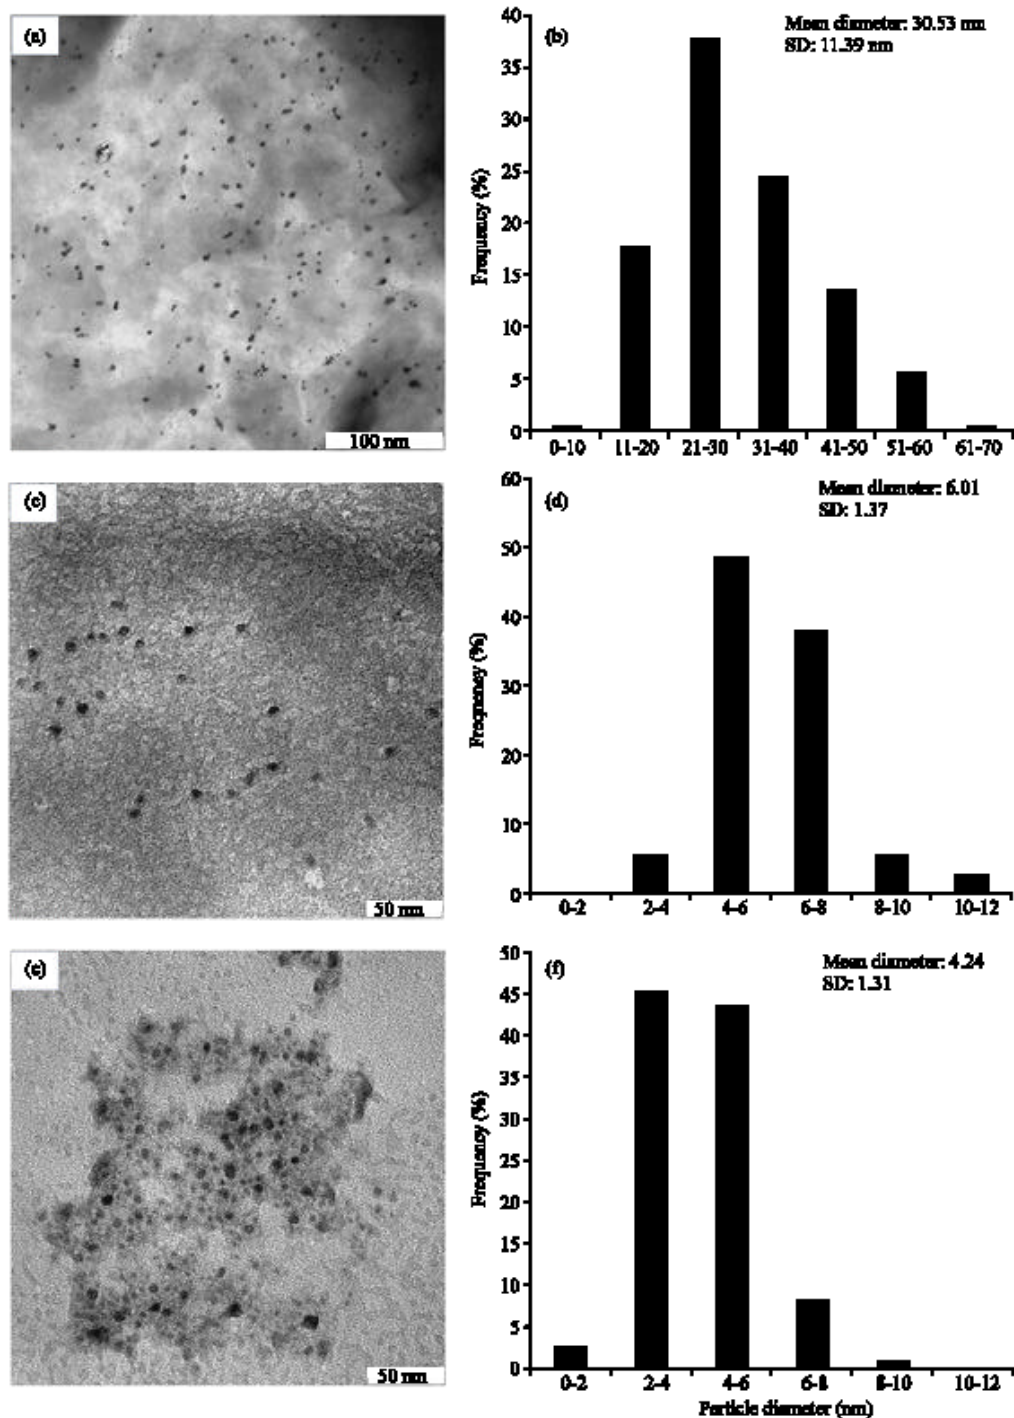 (a)
100 nm
(b)
Mean diameter: 30.53 nm
SD: 11.39 nm
Frequency (%)
40
35
30
25
20
15
10
5
0
0-10 11-20 21-30 31-40 41-50 51-60 61-70
(c)
50 nm
(d)
Mean diameter: 6.01
SD: 1.37
Frequency (%)
60
50
40
30
20
10
0
0-2 2-4 4-6 6-8 8-10 10-12
(e)
50 nm
(f)
Mean diameter: 4.24
SD: 1.31
Frequency (%)
50
45
40
35
30
25
20
15
10
5
0
0-2 2-4 4-6 6-8 8-10 10-12
Particle diameter (nm)